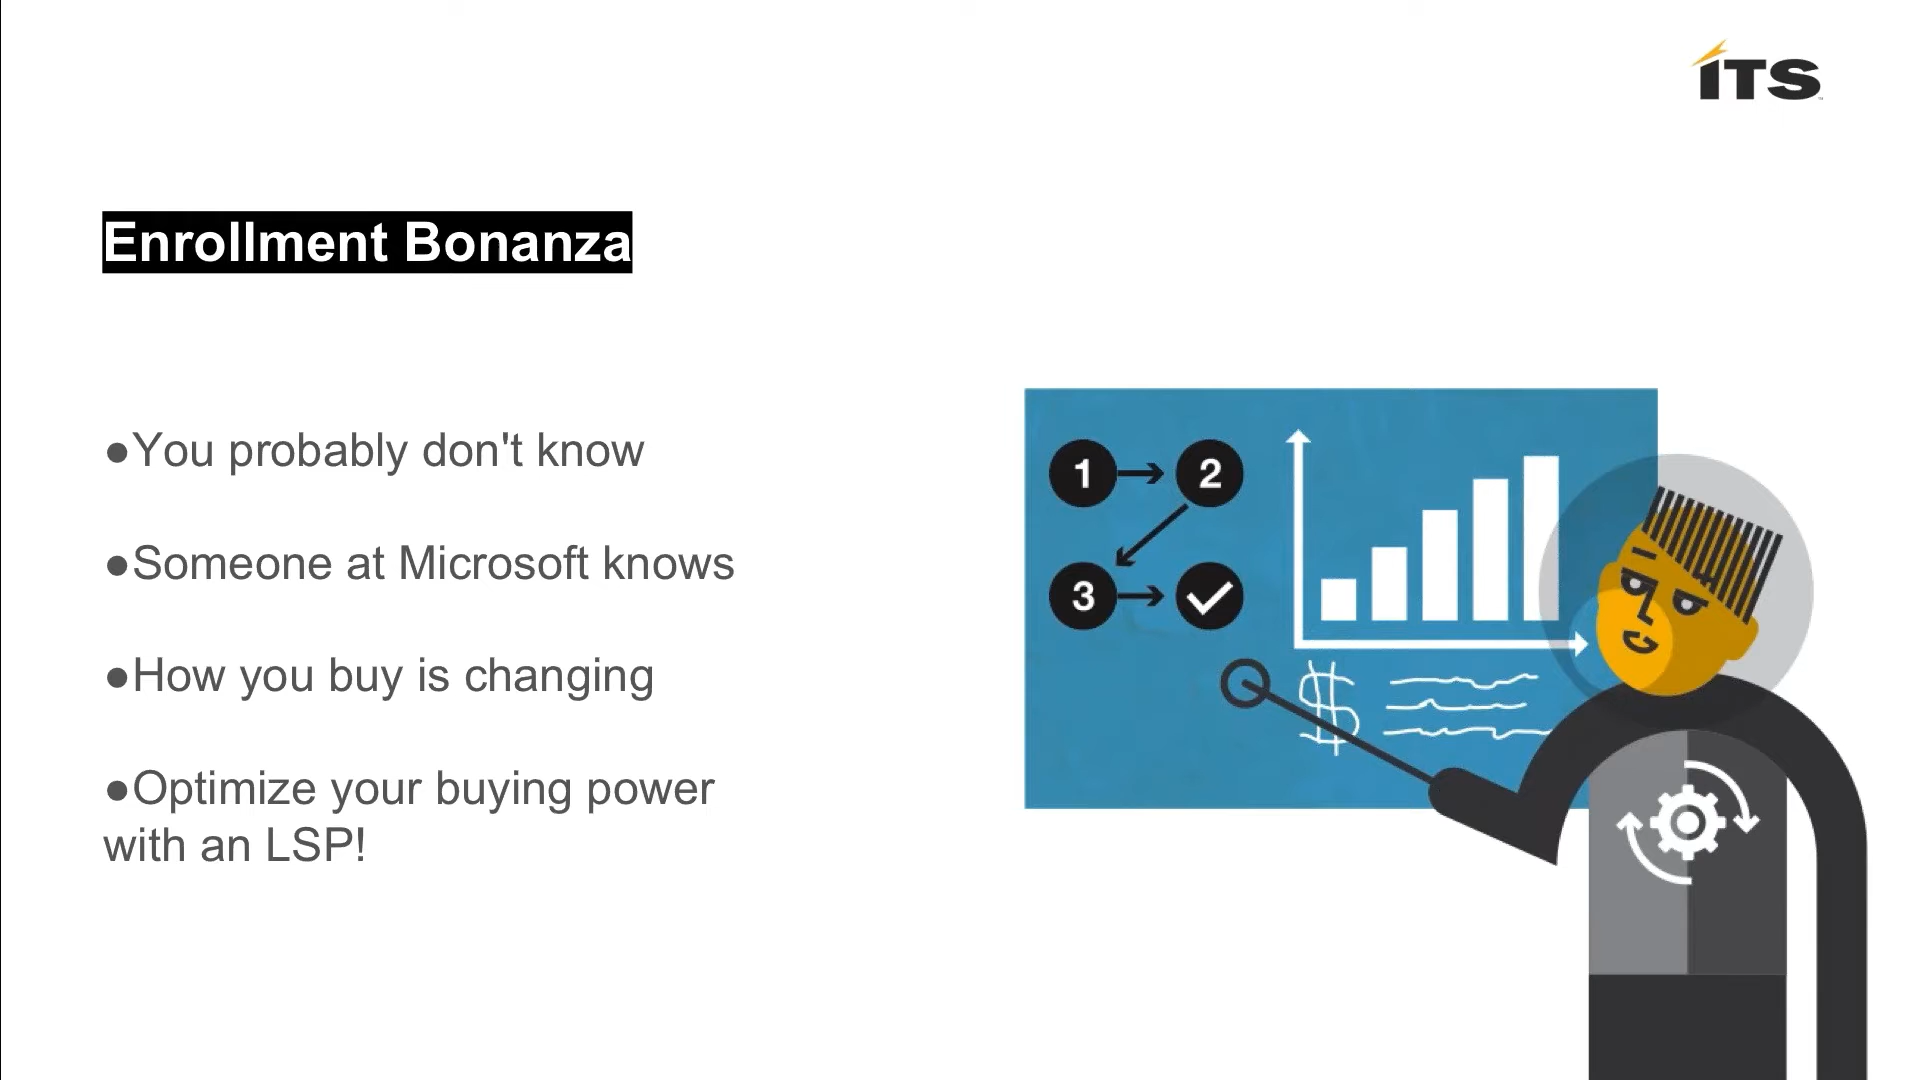 ITS
Enrollment Bonanza
●You probably don't know
●Someone at Microsoft knows
●How you buy is changing
●Optimize your buying power
with an LSP!
1 2
3
$